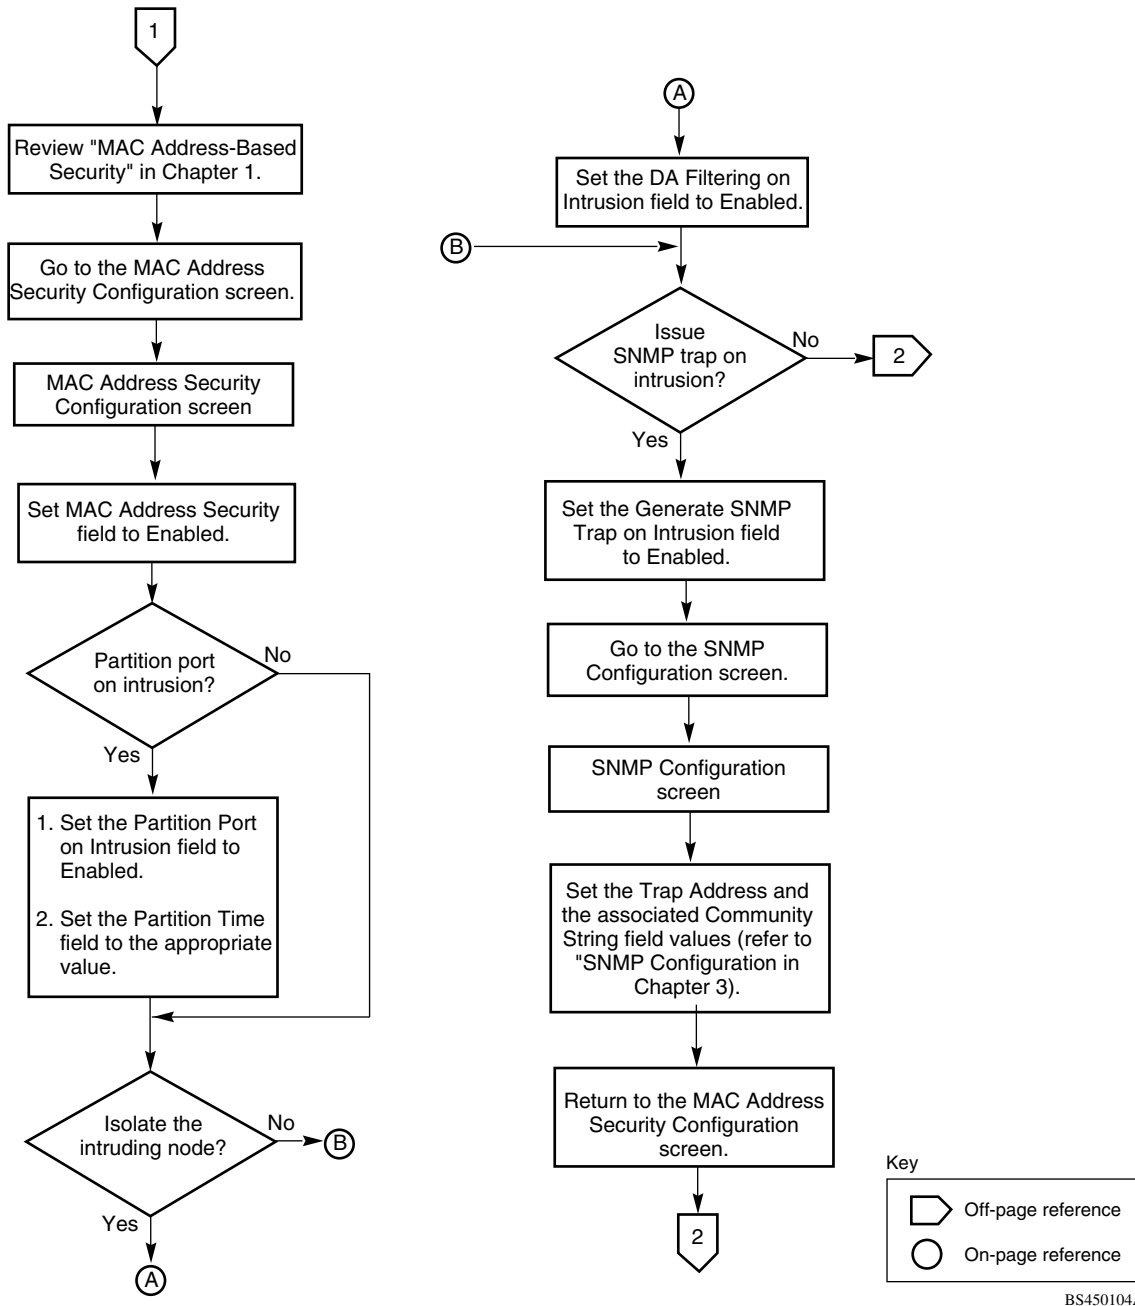 1
Review "MAC Address-Based
Security" in Chapter 1.
Go to the MAC Address
Security Configuration screen.
MAC Address Security
Configuration screen
Set MAC Address Security
field to Enabled.
Partition port
on intrusion?
No
Yes
1. Set the Partition Port
on Intrusion field to
Enabled.
2. Set the Partition Time
field to the appropriate
value.
Isolate the
intruding node?
No
B
Yes
A
A
Set the DA Filtering on
Intrusion field to Enabled.
B
Issue
SNMP trap on
intrusion?
No
2
Yes
Set the Generate SNMP
Trap on Intrusion field
to Enabled.
Go to the SNMP
Configuration screen.
SNMP Configuration
screen
Set the Trap Address and
the associated Community
String field values (refer to
"SNMP Configuration in
Chapter 3).
Return to the MAC Address
Security Configuration
screen.
2
Key
Off-page reference
On-page reference
BS450104